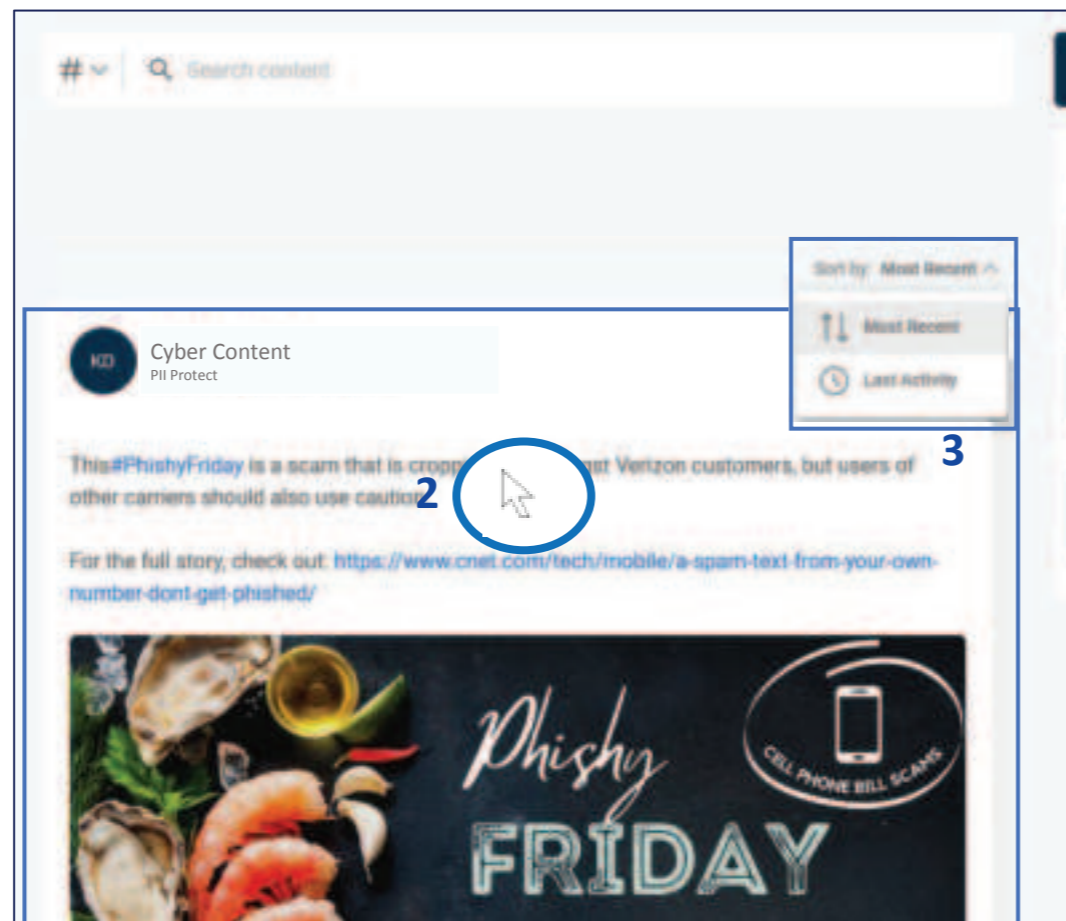 #
Search content
Sort by: Most Recent
Most Recent
Last Activity
3
KD
Cyber Content
PII Protect
This #PhishyFriday is a scam that is cropp st Verizon customers, but users of
other carriers should also use caution
2
For the full story, check out: https://www.cnet.com/tech/mobile/a-spam-text-from-your-own-
number-dont-get-phished/
Phishy
FRIDAY
CELL PHONE BILL SCAMS